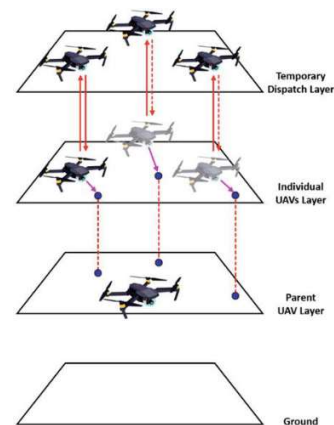 Temporary
Dispatch Layer
Individual
UAVs Layer
Parent
UAV Layer
Ground